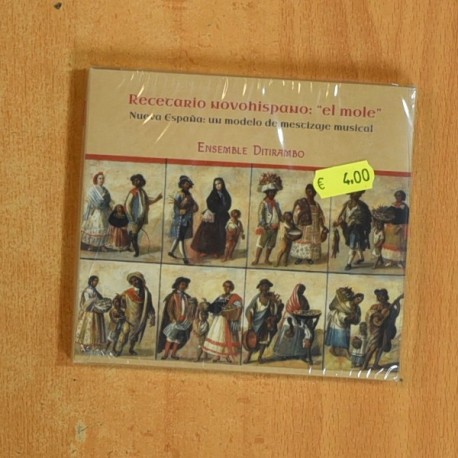 Recetario novohispano: "el mole"
Nueva España: un modelo de mestizaje musical
Ensemble Ditirambo
€ 4.00